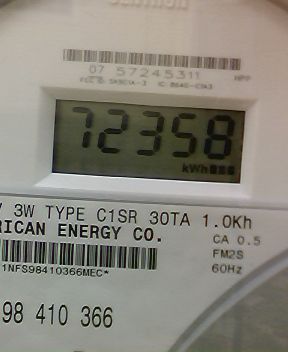 07 57245311
72358
kWh
V 3W TYPE C1SR 30TA 1.0Kh
RICAN ENERGY CO.
CA 0.5
FM2S
60Hz
1NFS98410366MEC*
98 410 366